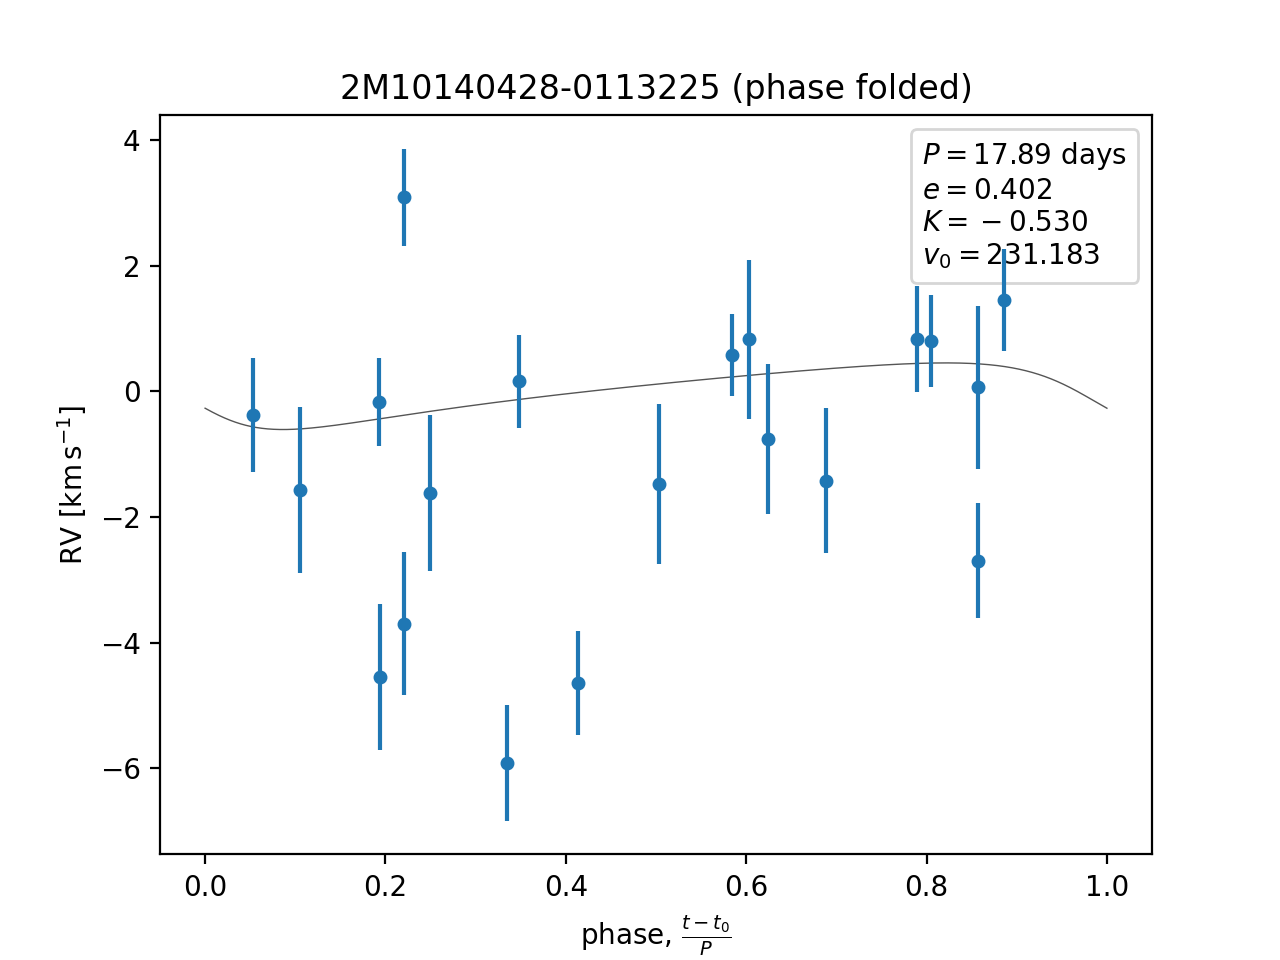 2M10140428-0113225 (phase folded)
P = 17.89 days
e = 0.402
K = −0.530
v₀ = 231.183
4
2
0
−2
−4
−6
RV [km s⁻¹]
0.0 0.2 0.4 0.6 0.8 1.0
phase, (t − t₀)/P